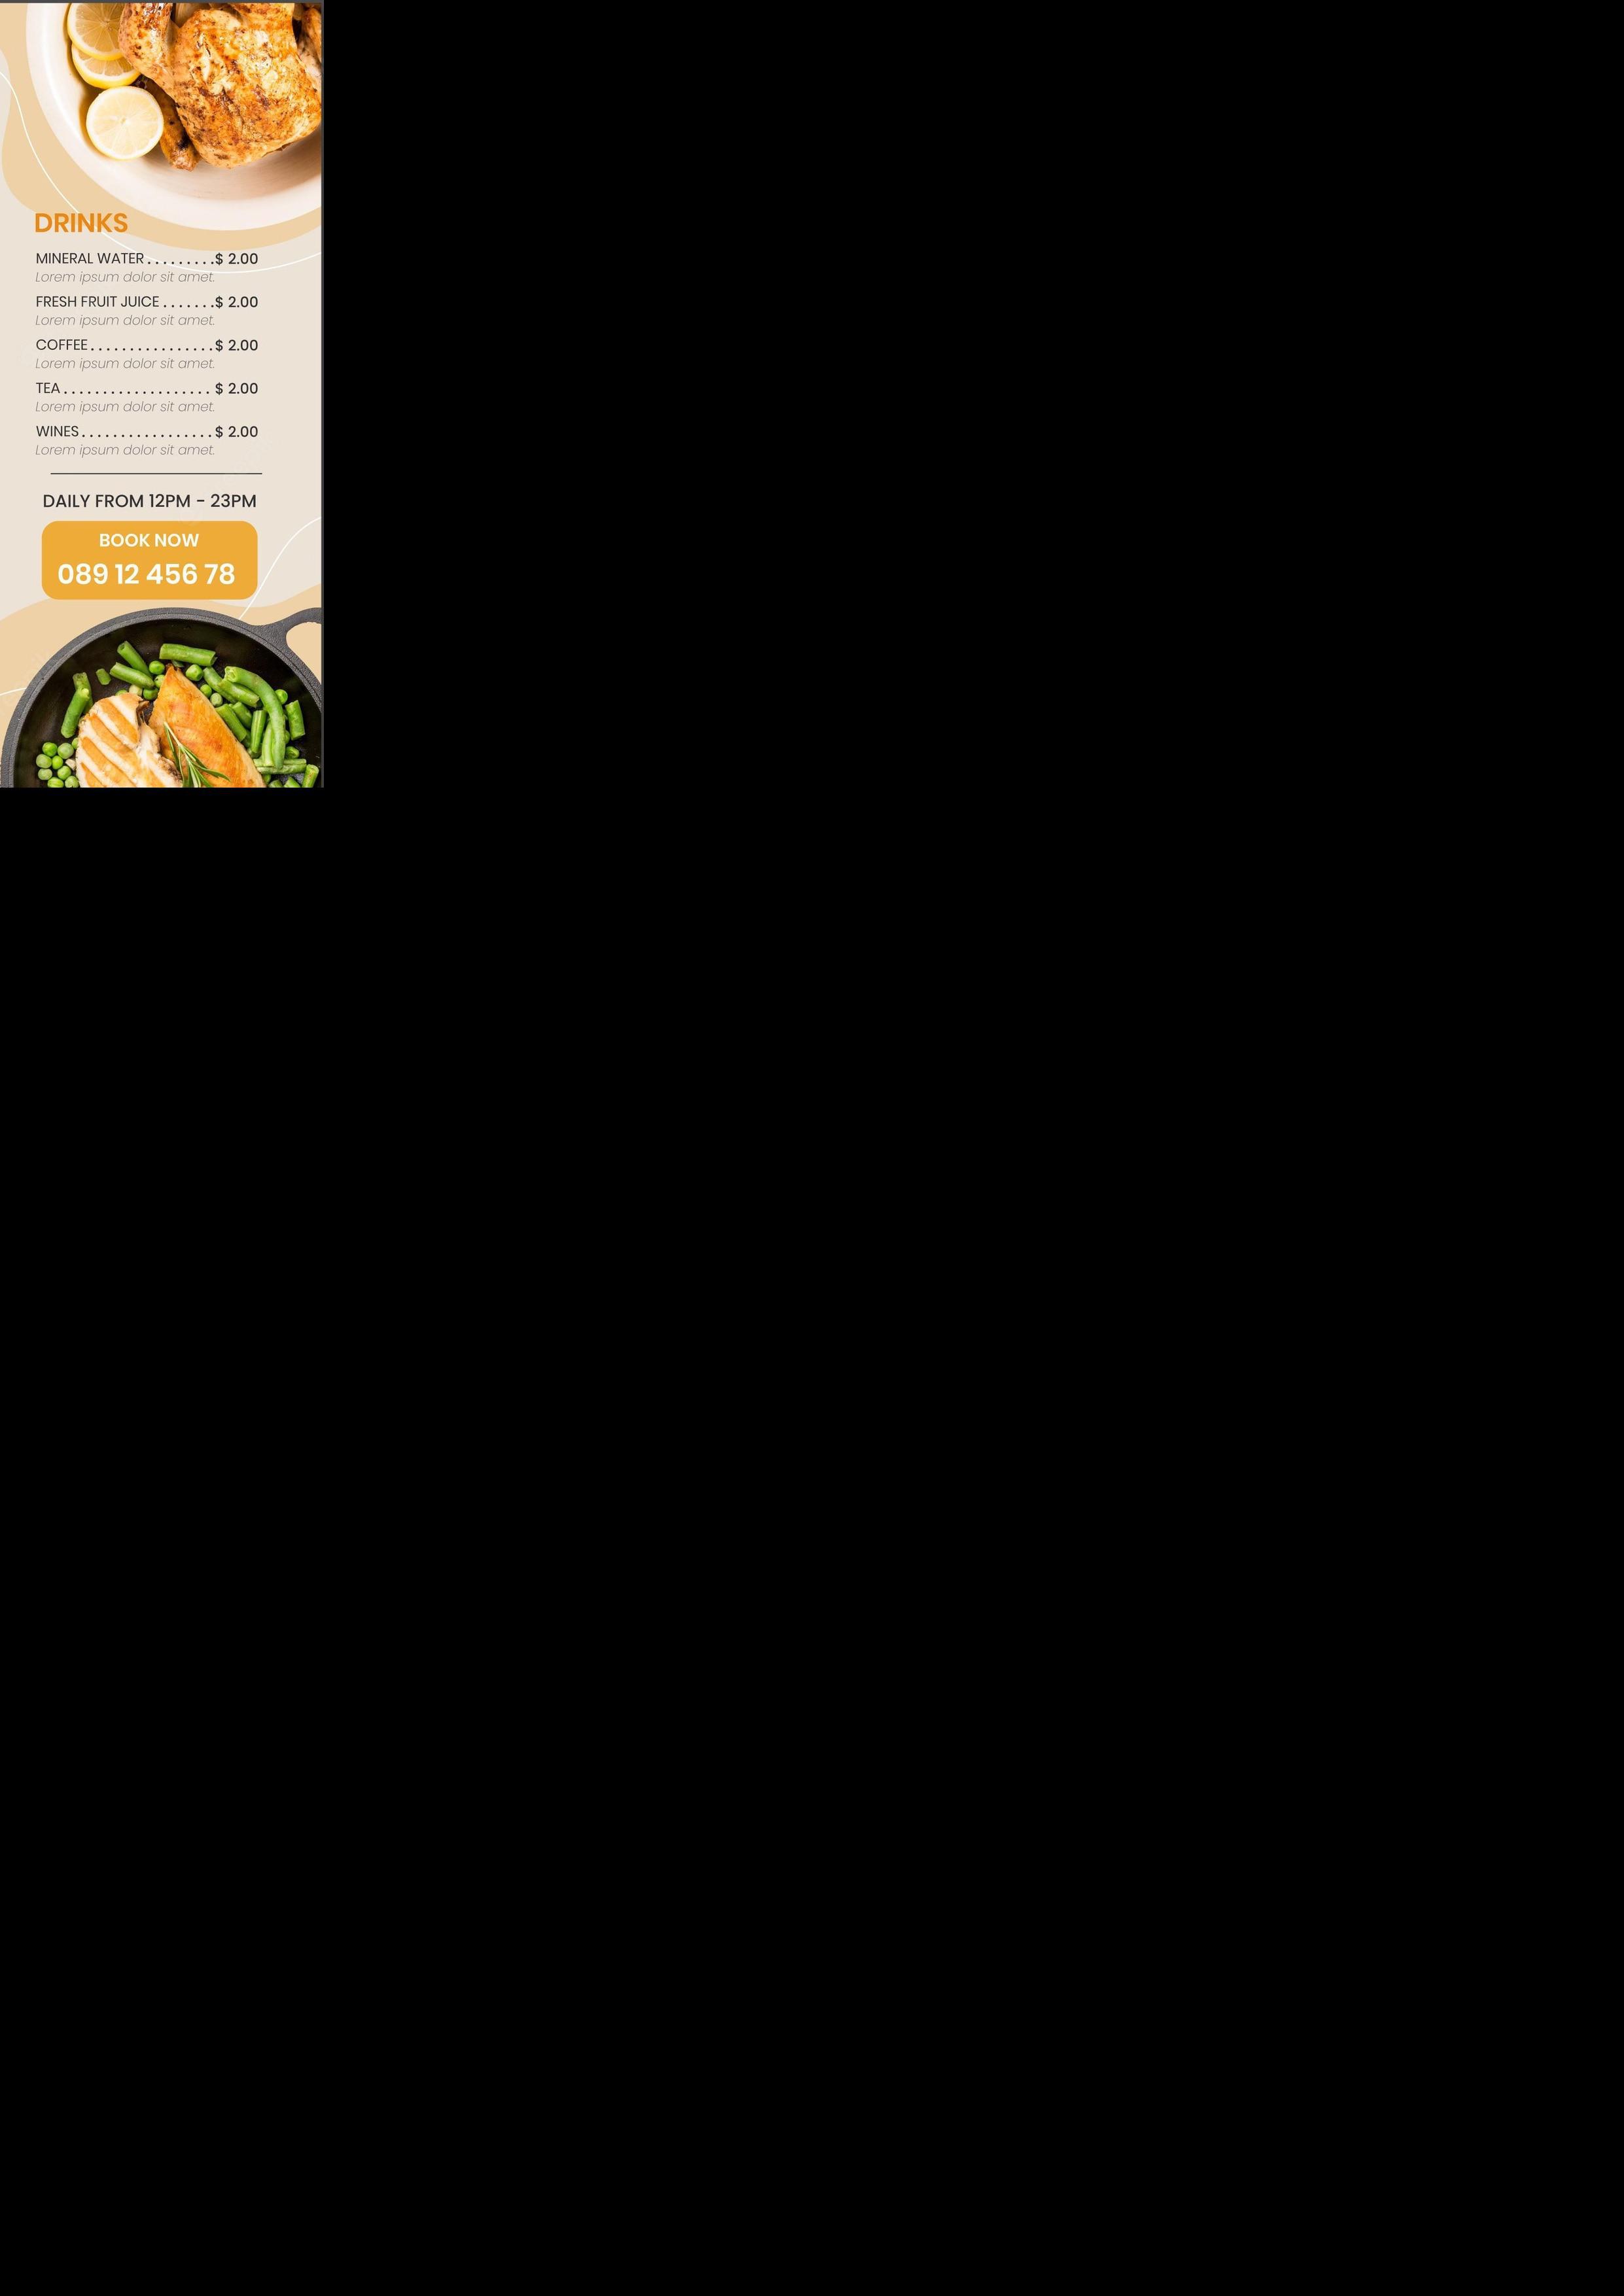 DRINKS
MINERAL WATER.........$ 2.00
Lorem ipsum dolor sit amet.
FRESH FRUIT JUICE.......$ 2.00
Lorem ipsum dolor sit amet.
COFFEE................$ 2.00
Lorem ipsum dolor sit amet.
TEA...................$ 2.00
Lorem ipsum dolor sit amet.
WINES.................$ 2.00
Lorem ipsum dolor sit amet.
DAILY FROM 12PM - 23PM
BOOK NOW
089 12 456 78